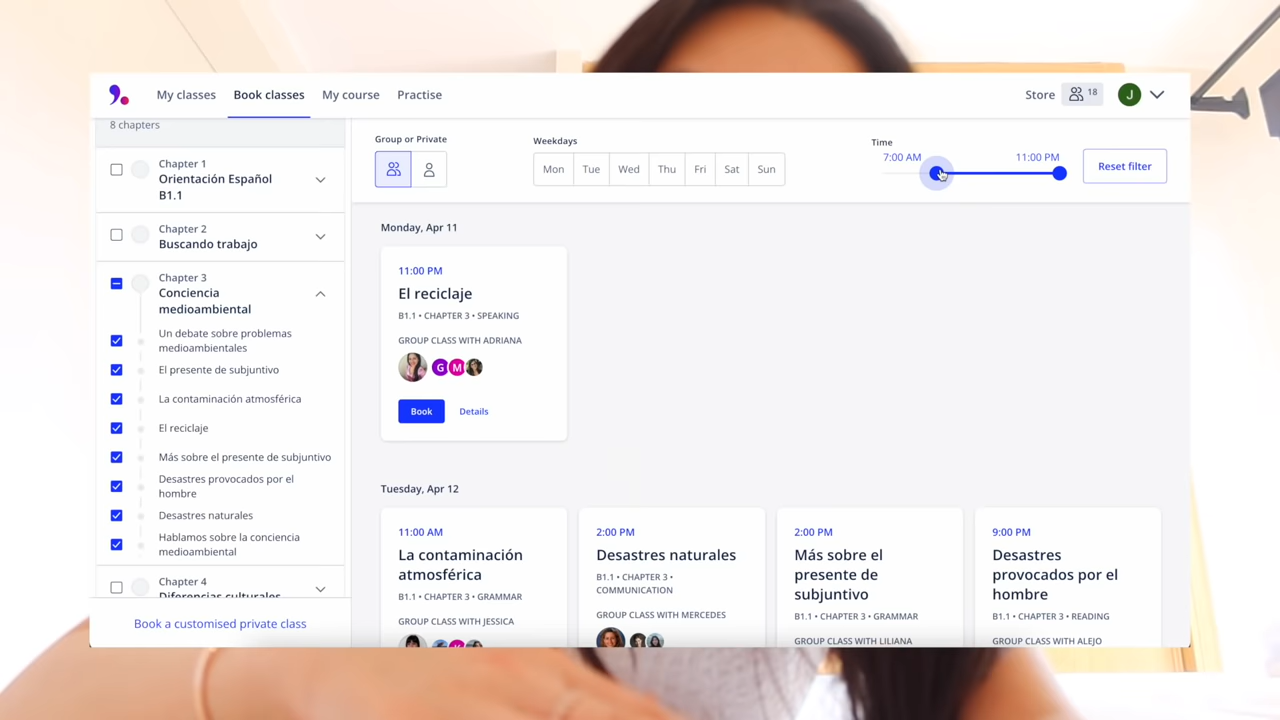 My classes
Book classes
My course
Practise
Store
18
J
8 chapters
Chapter 1
Orientación Español
B1.1
Chapter 2
Buscando trabajo
Chapter 3
Conciencia
medioambiental
Un debate sobre problemas
medioambientales
El presente de subjuntivo
La contaminación atmosférica
El reciclaje
Más sobre el presente de subjuntivo
Desastres provocados por el
hombre
Desastres naturales
Hablamos sobre la conciencia
medioambiental
Chapter 4
Diferencias culturales
Book a customised private class
Group or Private
Weekdays
Mon
Tue
Wed
Thu
Fri
Sat
Sun
Time
7:00 AM
11:00 PM
Reset filter
Monday, Apr 11
11:00 PM
El reciclaje
B1.1 • CHAPTER 3 • SPEAKING
GROUP CLASS WITH ADRIANA
G
M
Book
Details
Tuesday, Apr 12
11:00 AM
La contaminación
atmosférica
B1.1 • CHAPTER 3 • GRAMMAR
GROUP CLASS WITH JESSICA
2:00 PM
Desastres naturales
B1.1 • CHAPTER 3 •
COMMUNICATION
GROUP CLASS WITH MERCEDES
2:00 PM
Más sobre el
presente de
subjuntivo
B1.1 • CHAPTER 3 • GRAMMAR
GROUP CLASS WITH LILIANA
9:00 PM
Desastres
provocados por el
hombre
B1.1 • CHAPTER 3 • READING
GROUP CLASS WITH ALEJO